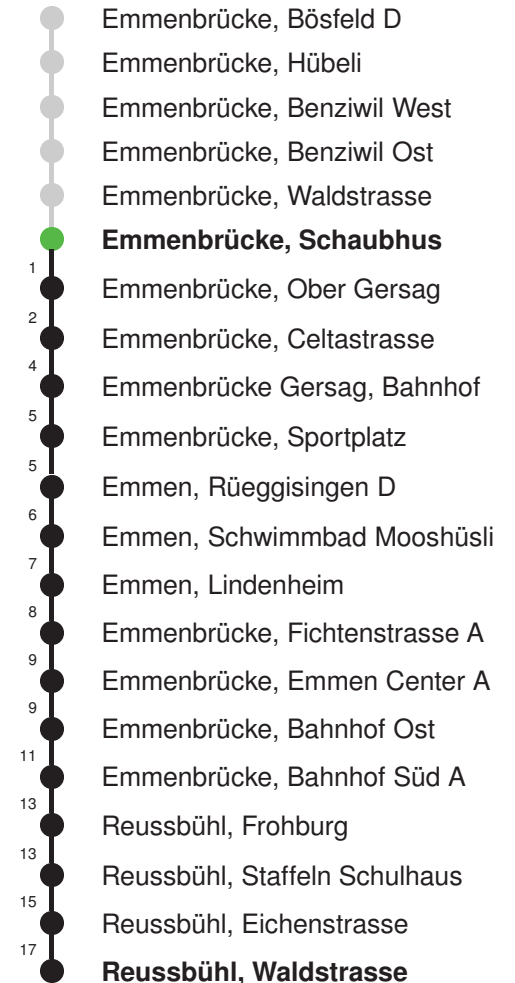 Emmenbrücke, Bösfeld D
Emmenbrücke, Hübeli
Emmenbrücke, Benziwil West
Emmenbrücke, Benziwil Ost
Emmenbrücke, Waldstrasse
Emmenbrücke, Schaubhus
1 Emmenbrücke, Ober Gersag
2 Emmenbrücke, Celtastrasse
4 Emmenbrücke Gersag, Bahnhof
5 Emmenbrücke, Sportplatz
5 Emmen, Rüeggisingen D
6 Emmen, Schwimmbad Mooshüsli
7 Emmen, Lindenheim
8 Emmenbrücke, Fichtenstrasse A
9 Emmenbrücke, Emmen Center A
9 Emmenbrücke, Bahnhof Ost
11 Emmenbrücke, Bahnhof Süd A
13 Reussbühl, Frohburg
13 Reussbühl, Staffeln Schulhaus
15 Reussbühl, Eichenstrasse
17 Reussbühl, Waldstrasse